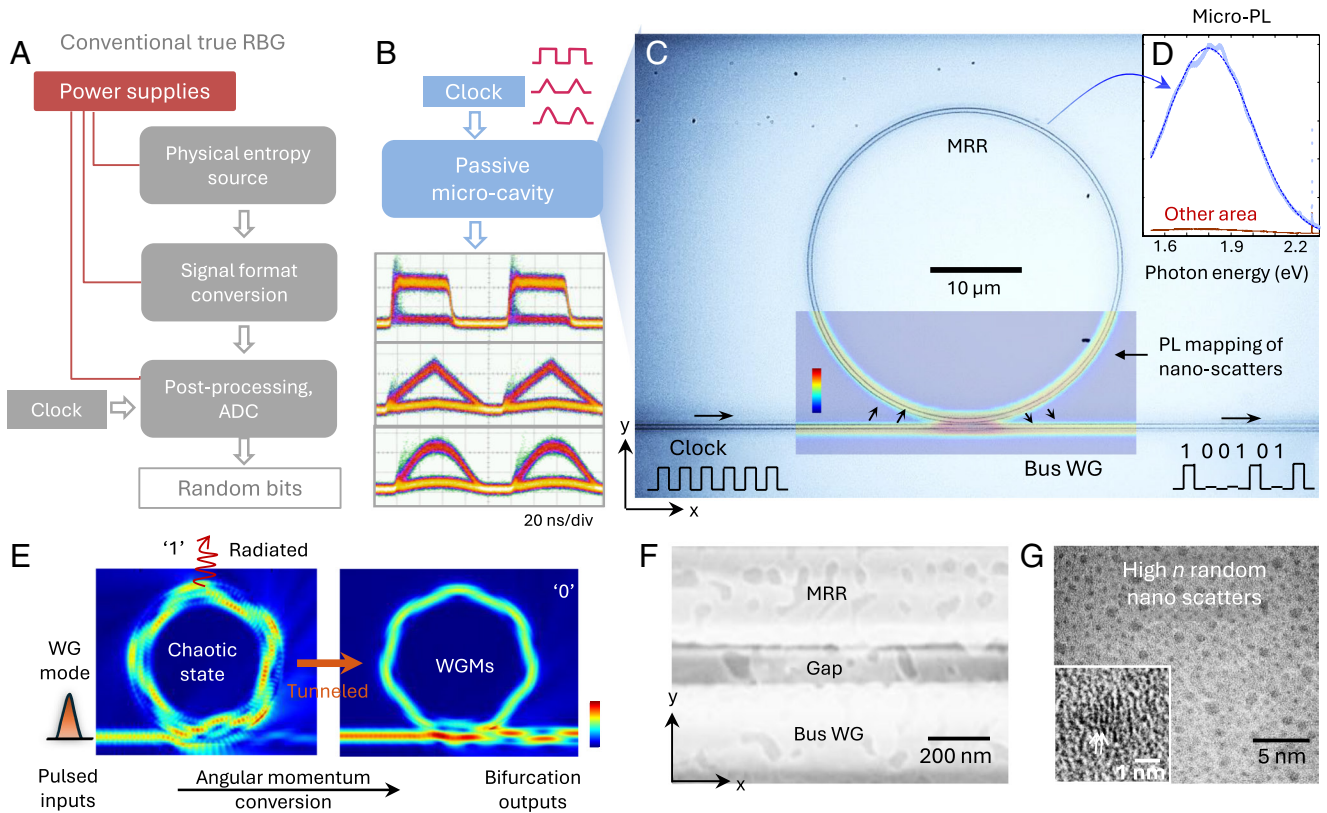 A
Conventional true RBG
Power supplies
Physical entropy
source
Signal format
conversion
Post-processing,
ADC
Clock
Random bits
B
Clock
Passive
micro-cavity
20 ns/div
C
MRR
10 µm
PL mapping of
nano-scatters
Clock
Bus WG
1 0 0 1 0 1
y
x
Micro-PL
D
Other area
1.6 1.9 2.2
Photon energy (eV)
E
'1' Radiated
'0'
WG
mode
Chaotic
state
Tunneled
WGMs
Pulsed
inputs
Angular momentum
conversion
Bifurcation
outputs
F
MRR
Gap
Bus WG
200 nm
y
x
G
High n random
nano scatters
1 nm
5 nm